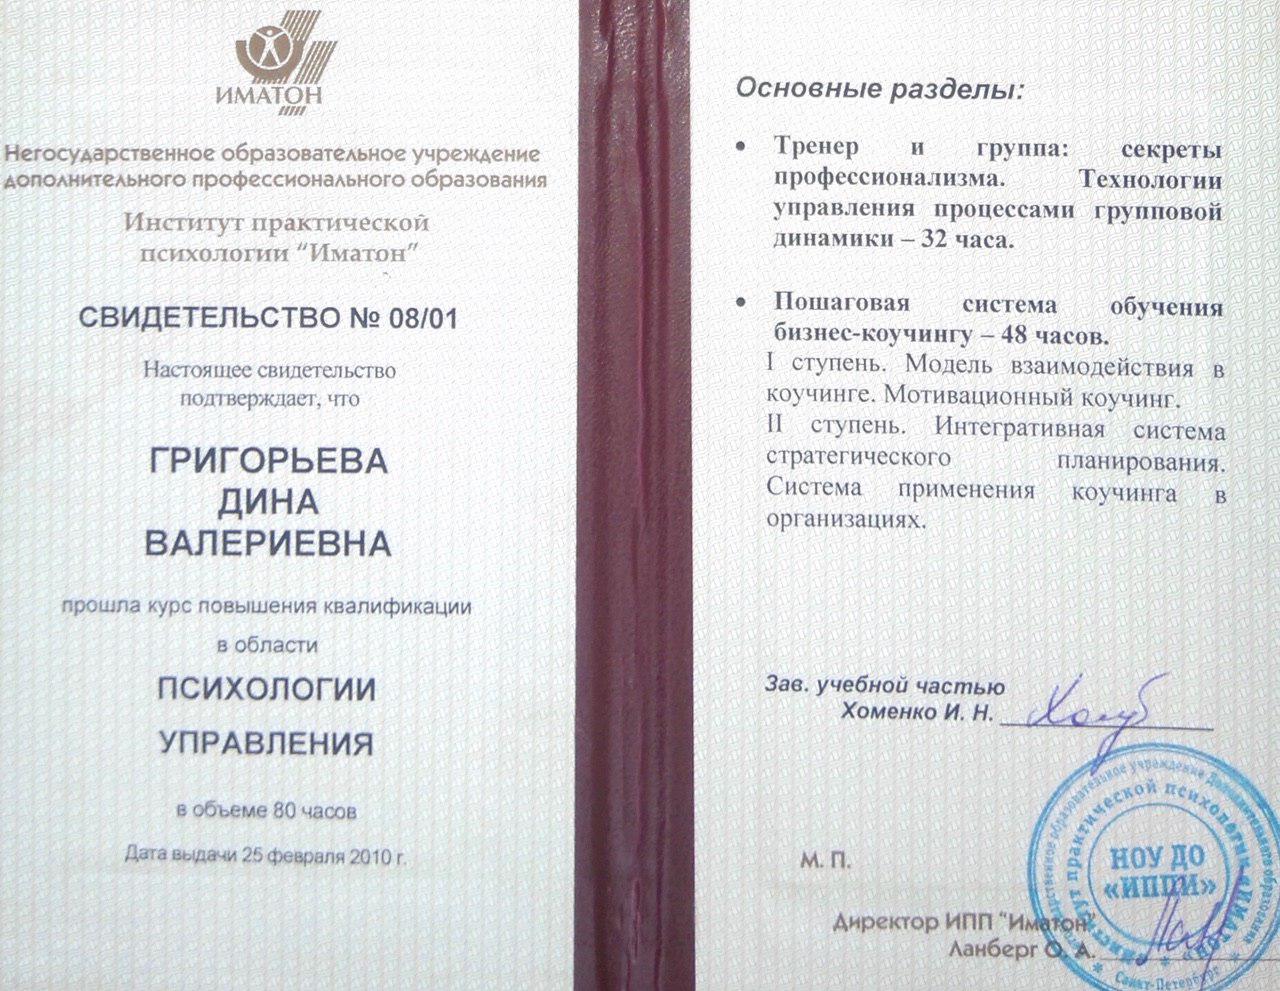 ИМАТОН
Негосударственное образовательное учреждение
дополнительного профессионального образования
Институт практической
психологии “Иматон”
СВИДЕТЕЛЬСТВО № 08/01
Настоящее свидетельство
подтверждает, что
ГРИГОРЬЕВА
ДИНА
ВАЛЕРИЕВНА
прошла курс повышения квалификации
в области
ПСИХОЛОГИИ
УПРАВЛЕНИЯ
в объеме 80 часов
Дата выдачи 25 февраля 2010 г.
Основные разделы:
• Тренер и группа: секреты
профессионализма. Технологии
управления процессами групповой
динамики – 32 часа.
• Пошаговая система обучения
бизнес-коучингу – 48 часов.
I ступень. Модель взаимодействия в
коучинге. Мотивационный коучинг.
II ступень. Интегративная система
стратегического планирования.
Система применения коучинга в
организациях.
Зав. учебной частью
Хоменко И. Н.
М. П.
Директор ИПП “Иматон”
Ланберг О. А.
образовательное учреждение
практической психологии «ИМАТОН»
НОУ ДО
«ИППИ»
Санкт-Петербург